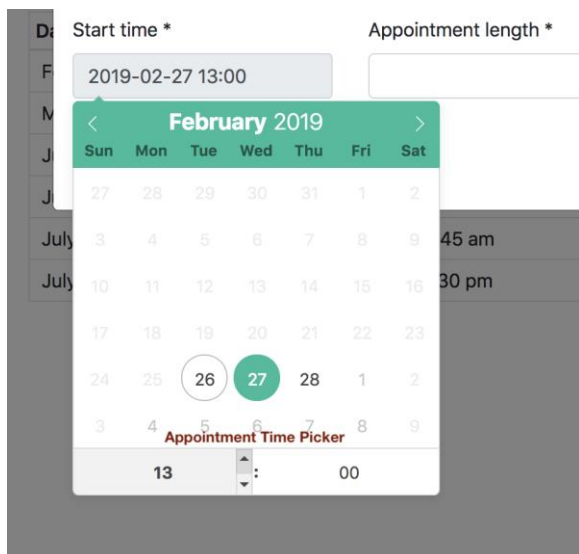 Da
Start time *
Appointment length *
F
2019-02-27 13:00
M
February 2019
Sun Mon Tue Wed Thu Fri Sat
J
27 28 29 30 31 1 2
J
July
3 4 5 6 7 8 9
45 am
July
10 11 12 13 14 15 16
30 pm
17 18 19 20 21 22 23
24 25 26 27 28 1 2
3 4 5 6 7 8 9
Appointment Time Picker
13 : 00